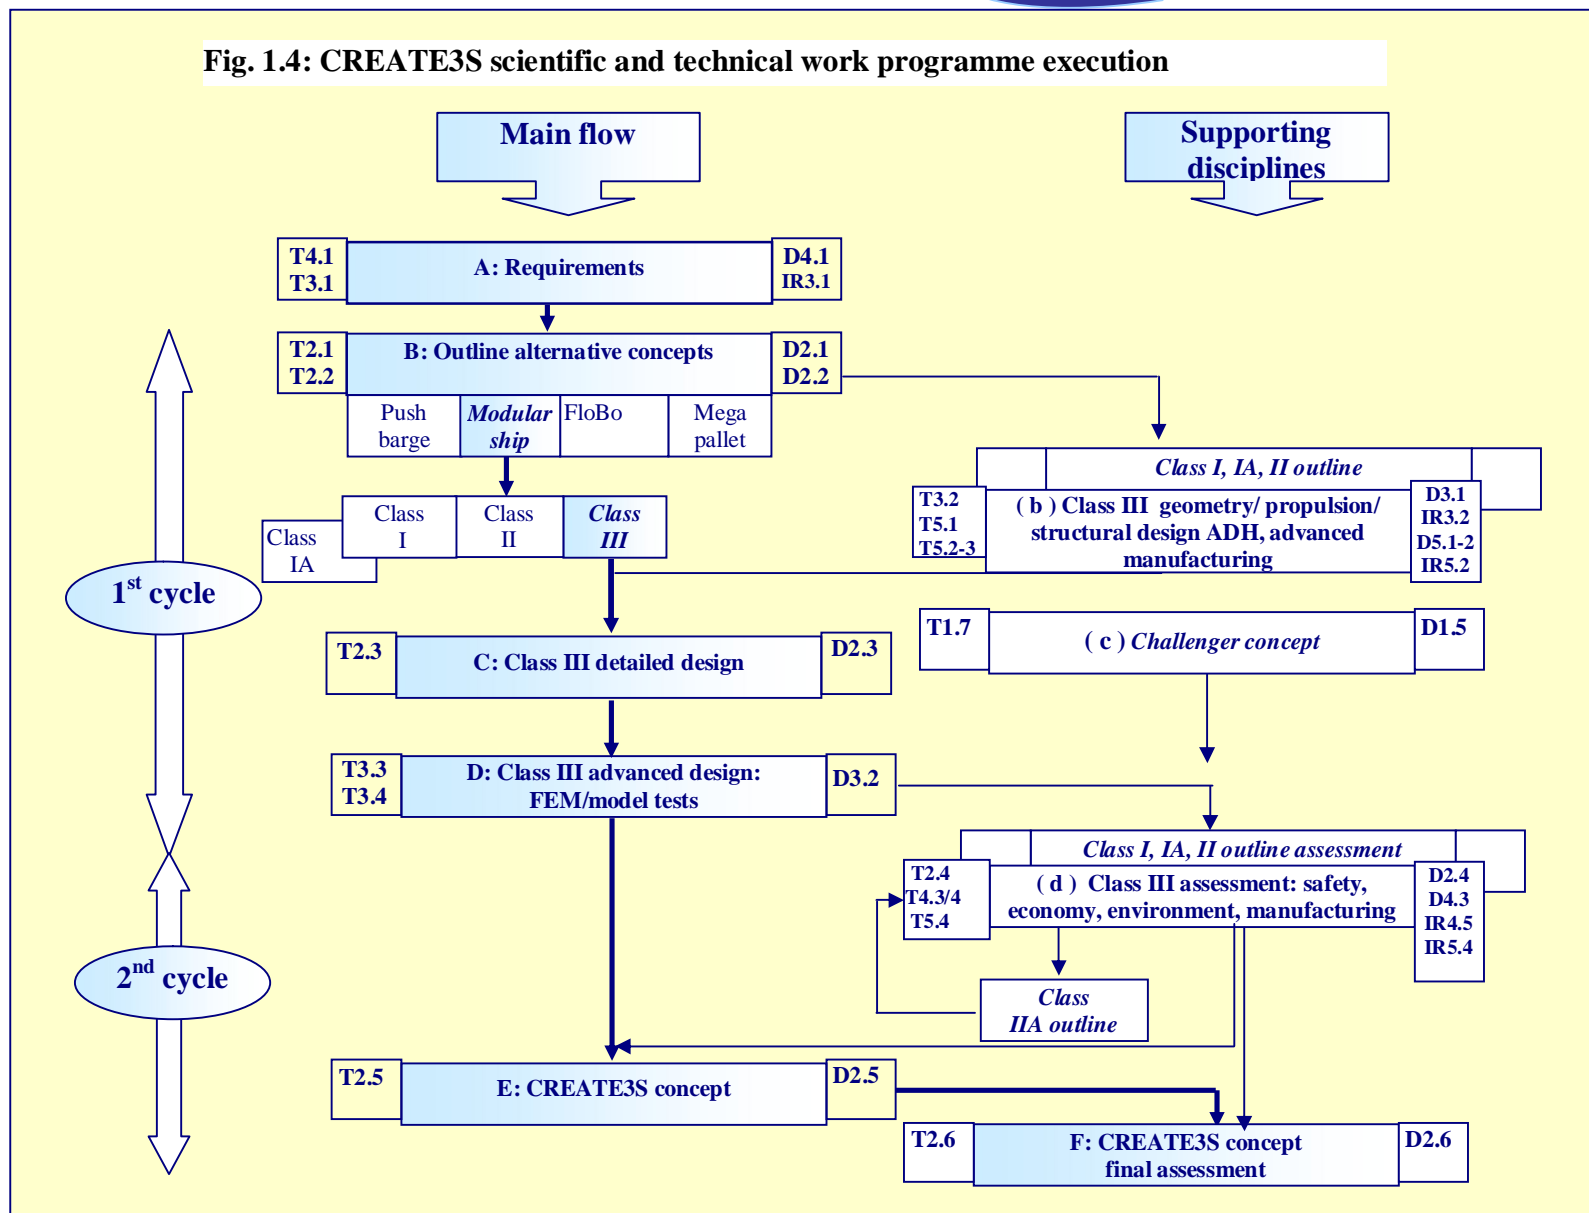 Fig. 1.4: CREATE3S scientific and technical work programme execution
Main flow
Supporting
disciplines
T4.1
T3.1
A: Requirements
D4.1
IR3.1
T2.1
T2.2
B: Outline alternative concepts
D2.1
D2.2
Push
barge
Modular
ship
FloBo
Mega
pallet
Class I, IA, II outline
T3.2
T5.1
T5.2-3
( b ) Class III geometry/ propulsion/
structural design ADH, advanced
manufacturing
D3.1
IR3.2
D5.1-2
IR5.2
Class
IA
Class
I
Class
II
Class
III
1st cycle
T1.7
( c ) Challenger concept
D1.5
T2.3
C: Class III detailed design
D2.3
T3.3
T3.4
D: Class III advanced design:
FEM/model tests
D3.2
Class I, IA, II outline assessment
T2.4
T4.3/4
T5.4
( d ) Class III assessment: safety,
economy, environment, manufacturing
D2.4
D4.3
IR4.5
IR5.4
2nd cycle
Class
IIA outline
T2.5
E: CREATE3S concept
D2.5
T2.6
F: CREATE3S concept
final assessment
D2.6